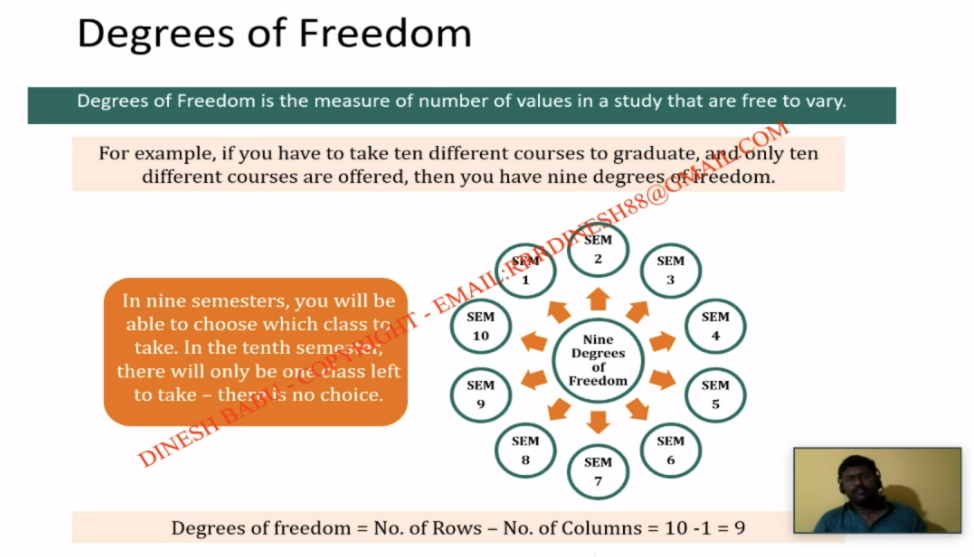 Degrees of Freedom
Degrees of Freedom is the measure of number of values in a study that are free to vary.
For example, if you have to take ten different courses to graduate, and only ten
different courses are offered, then you have nine degrees of freedom.
In nine semesters, you will be
able to choose which class to
take. In the tenth semester,
there will only be one class left
to take – there is no choice.
SEM
1
SEM
2
SEM
3
SEM
4
SEM
5
SEM
6
SEM
7
SEM
8
SEM
9
SEM
10
Nine
Degrees
of
Freedom
DINESH BABU - COPYRIGHT - EMAIL:RBRDINESH88@GMAIL.COM
Degrees of freedom = No. of Rows – No. of Columns = 10 -1 = 9